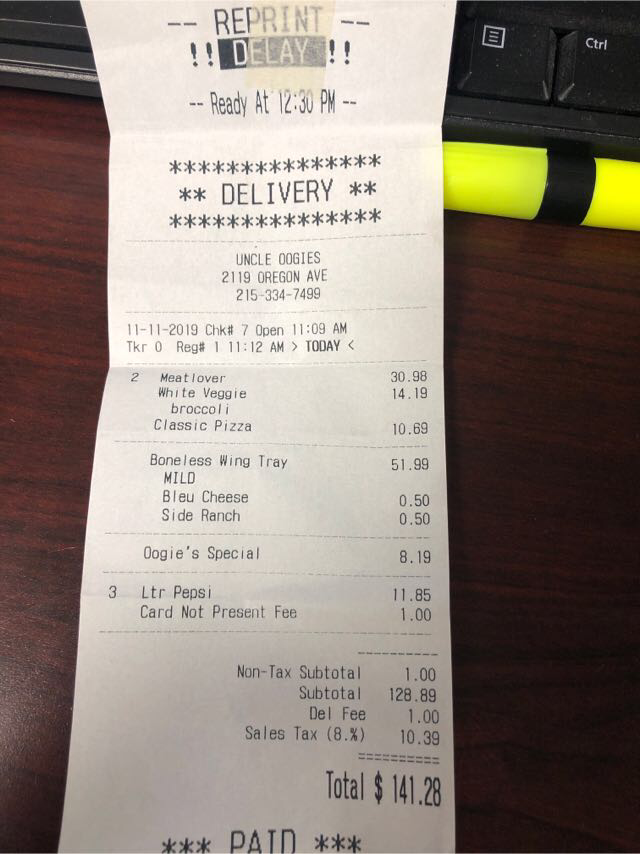 -- REPRINT --
!! DELAY !!
-- Ready At 12:30 PM --
***************
** DELIVERY **
***************
UNCLE OOGIES
2119 OREGON AVE
215-334-7499
11-11-2019 Chk# 7 Open 11:09 AM
Tkr 0 Reg# 1 11:12 AM > TODAY <
2 Meatlover 30.98
White Veggie 14.19
broccoli
Classic Pizza 10.69
Boneless Wing Tray 51.99
MILD
Bleu Cheese 0.50
Side Ranch 0.50
Oogie's Special 8.19
3 Ltr Pepsi 11.85
Card Not Present Fee 1.00
Non-Tax Subtotal 1.00
Subtotal 128.89
Del Fee 1.00
Sales Tax (8.%) 10.39
Total $ 141.28
*** PAID ***
Ctrl